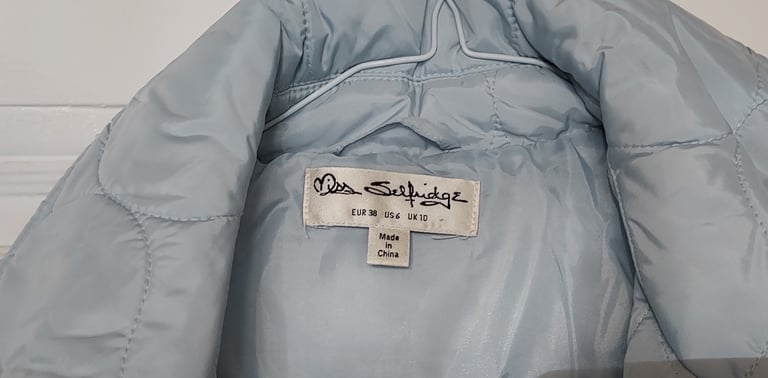 Miss Selfridge
EUR 38 US 6 UK 10
Made
in
China